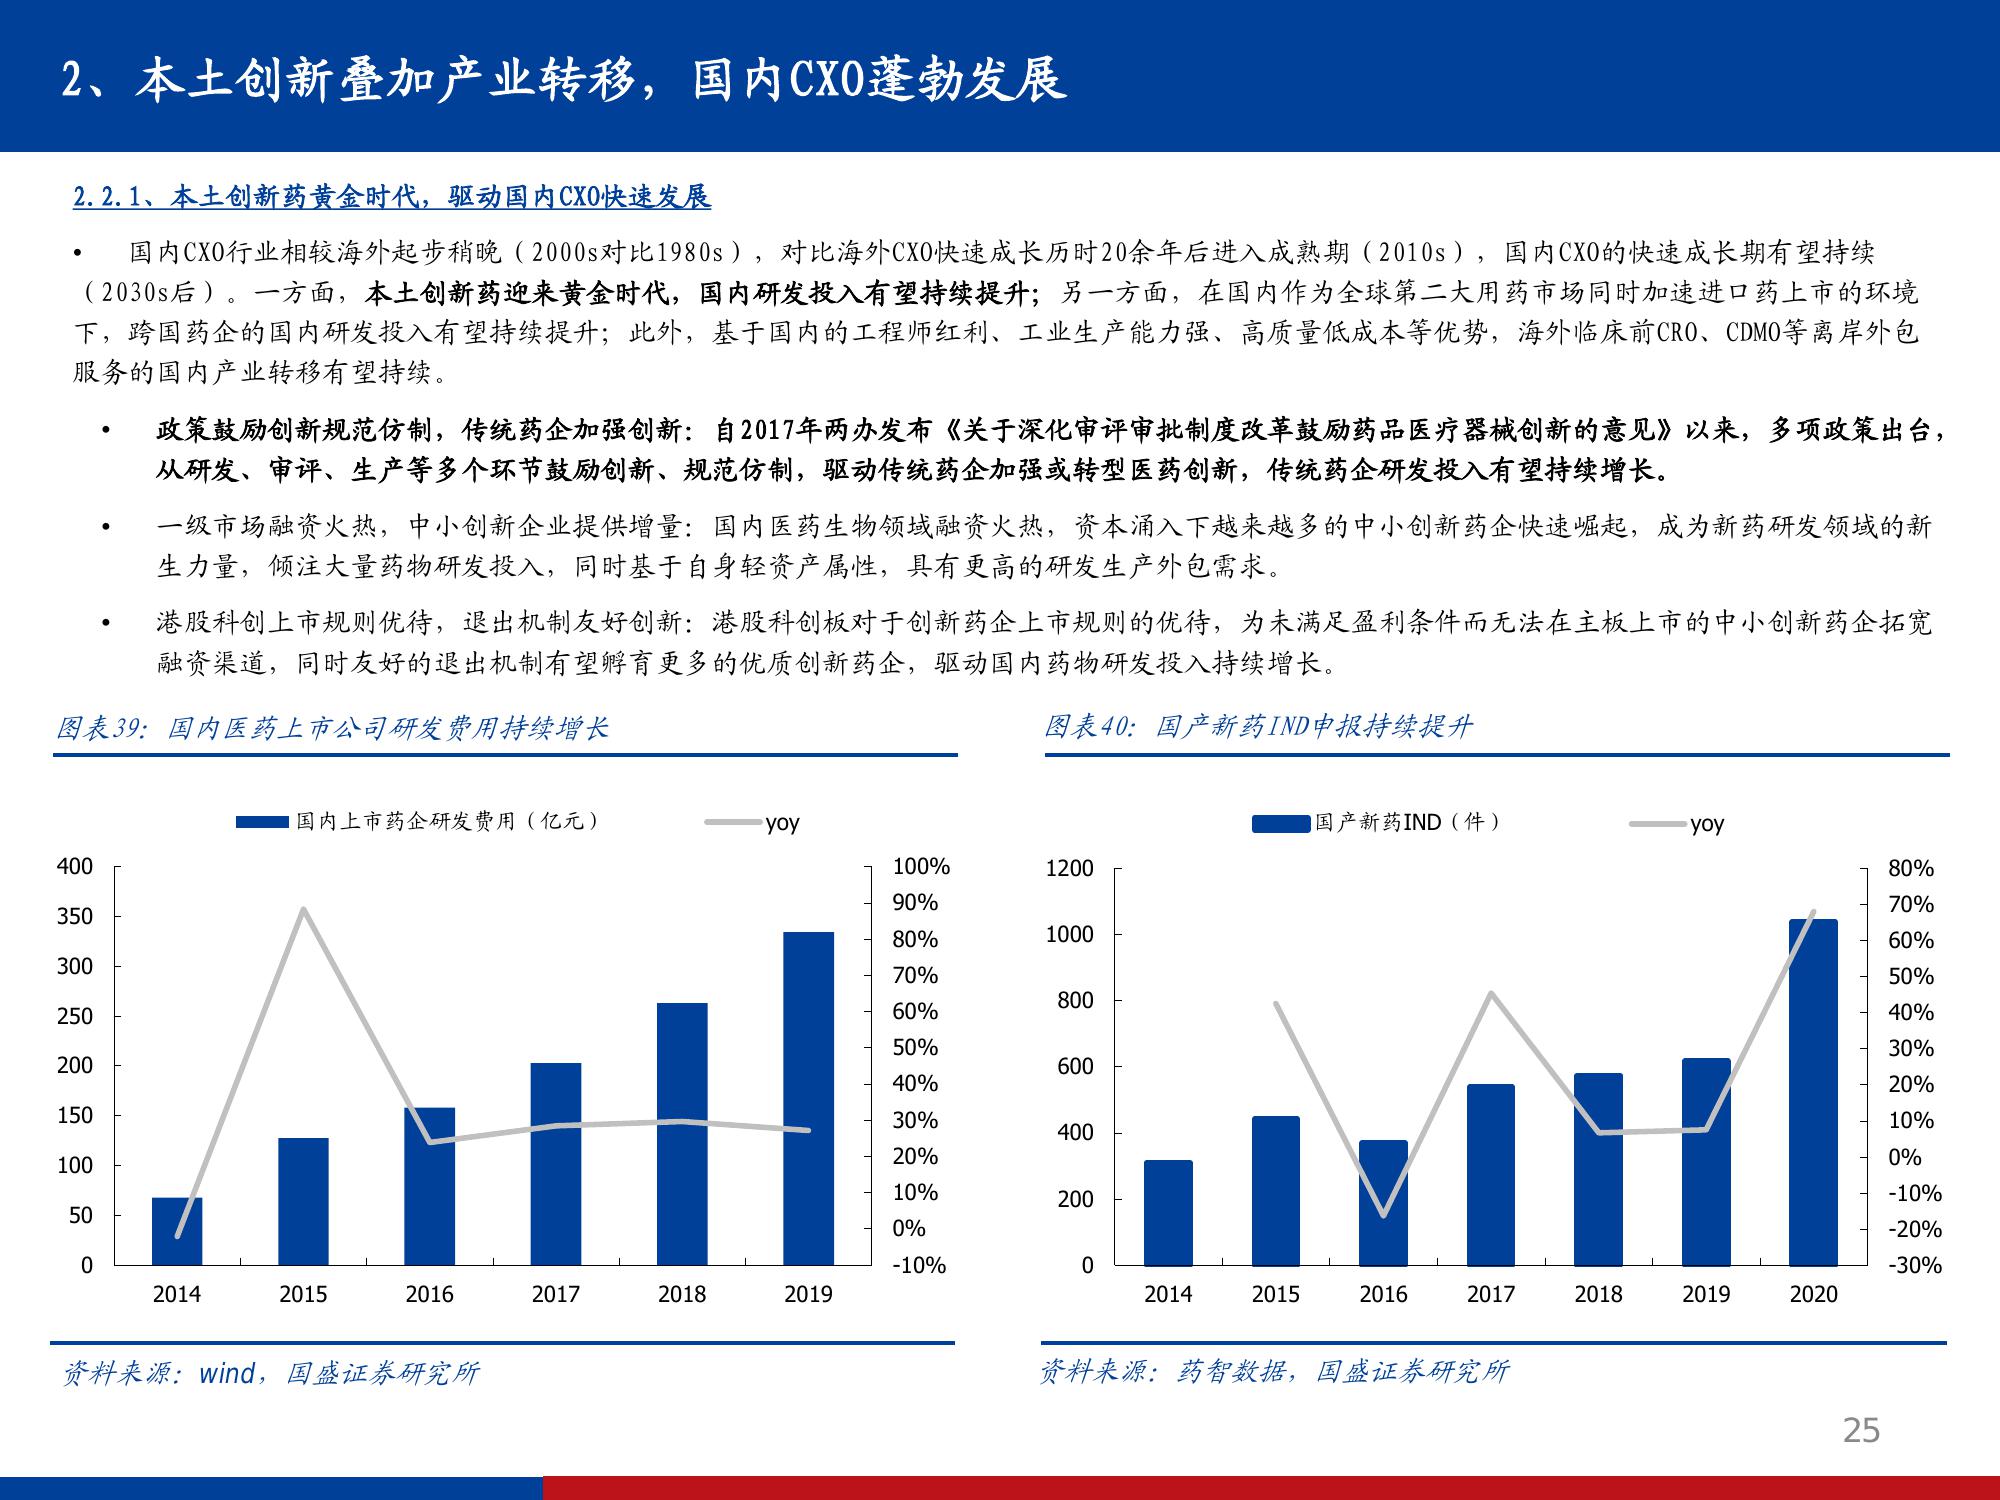 2、本土创新叠加产业转移，国内CXO蓬勃发展
2.2.1、本土创新药黄金时代，驱动国内CXO快速发展
• 国内CXO行业相较海外起步稍晚（2000s对比1980s），对比海外CXO快速成长历时20余年后进入成熟期（2010s），国内CXO的快速成长期有望持续
（2030s后）。一方面，本土创新药迎来黄金时代，国内研发投入有望持续提升；另一方面，在国内作为全球第二大用药市场同时加速进口药上市的环境
下，跨国药企的国内研发投入有望持续提升；此外，基于国内的工程师红利、工业生产能力强、高质量低成本等优势，海外临床前CRO、CDMO等离岸外包
服务的国内产业转移有望持续。
• 政策鼓励创新规范仿制，传统药企加强创新：自2017年两办发布《关于深化审评审批制度改革鼓励药品医疗器械创新的意见》以来，多项政策出台，
从研发、审评、生产等多个环节鼓励创新、规范仿制，驱动传统药企加强或转型医药创新，传统药企研发投入有望持续增长。
• 一级市场融资火热，中小创新企业提供增量：国内医药生物领域融资火热，资本涌入下越来越多的中小创新药企快速崛起，成为新药研发领域的新
生力量，倾注大量药物研发投入，同时基于自身轻资产属性，具有更高的研发生产外包需求。
• 港股科创上市规则优待，退出机制友好创新：港股科创板对于创新药企上市规则的优待，为未满足盈利条件而无法在主板上市的中小创新药企拓宽
融资渠道，同时友好的退出机制有望孵育更多的优质创新药企，驱动国内药物研发投入持续增长。
图表39：国内医药上市公司研发费用持续增长
国内上市药企研发费用（亿元） yoy
400
350
300
250
200
150
100
50
0
100%
90%
80%
70%
60%
50%
40%
30%
20%
10%
0%
-10%
2014 2015 2016 2017 2018 2019
资料来源：wind，国盛证券研究所
图表40：国产新药IND申报持续提升
国产新药IND（件） yoy
1200
1000
800
600
400
200
0
80%
70%
60%
50%
40%
30%
20%
10%
0%
-10%
-20%
-30%
2014 2015 2016 2017 2018 2019 2020
资料来源：药智数据，国盛证券研究所
25